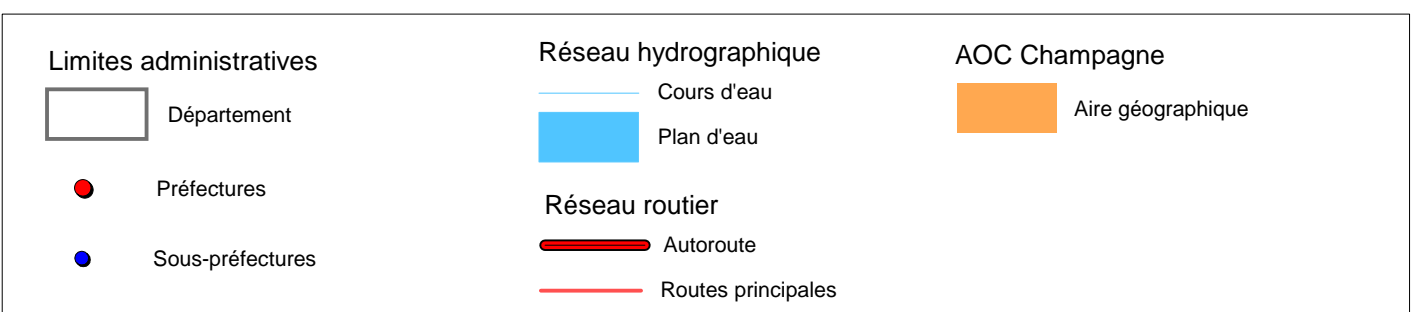 Limites administratives
Département
Préfectures
Sous-préfectures
Réseau hydrographique
Cours d'eau
Plan d'eau
Réseau routier
Autoroute
Routes principales
AOC Champagne
Aire géographique